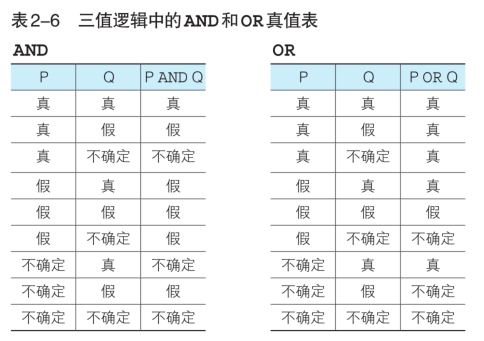 表2–6 三值逻辑中的AND和OR真值表
AND
P Q P AND Q
真 真 真
真 假 假
真 不确定 不确定
假 真 假
假 假 假
假 不确定 假
不确定 真 不确定
不确定 假 假
不确定 不确定 不确定
OR
P Q P OR Q
真 真 真
真 假 真
真 不确定 真
假 真 真
假 假 假
假 不确定 不确定
不确定 真 真
不确定 假 不确定
不确定 不确定 不确定